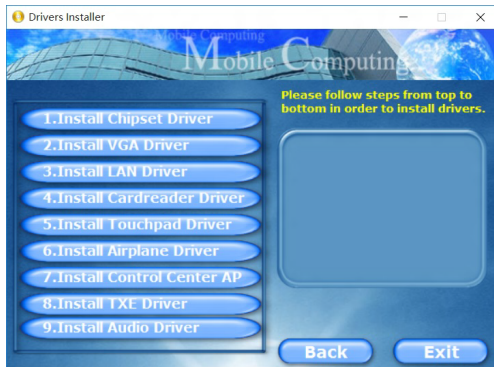 Drivers Installer
Mobile Computing
Mobile Computing
Please follow steps from top to
bottom in order to install drivers.
1.Install Chipset Driver
2.Install VGA Driver
3.Install LAN Driver
4.Install Cardreader Driver
5.Install Touchpad Driver
6.Install Airplane Driver
7.Install Control Center AP
8.Install TXE Driver
9.Install Audio Driver
Back
Exit